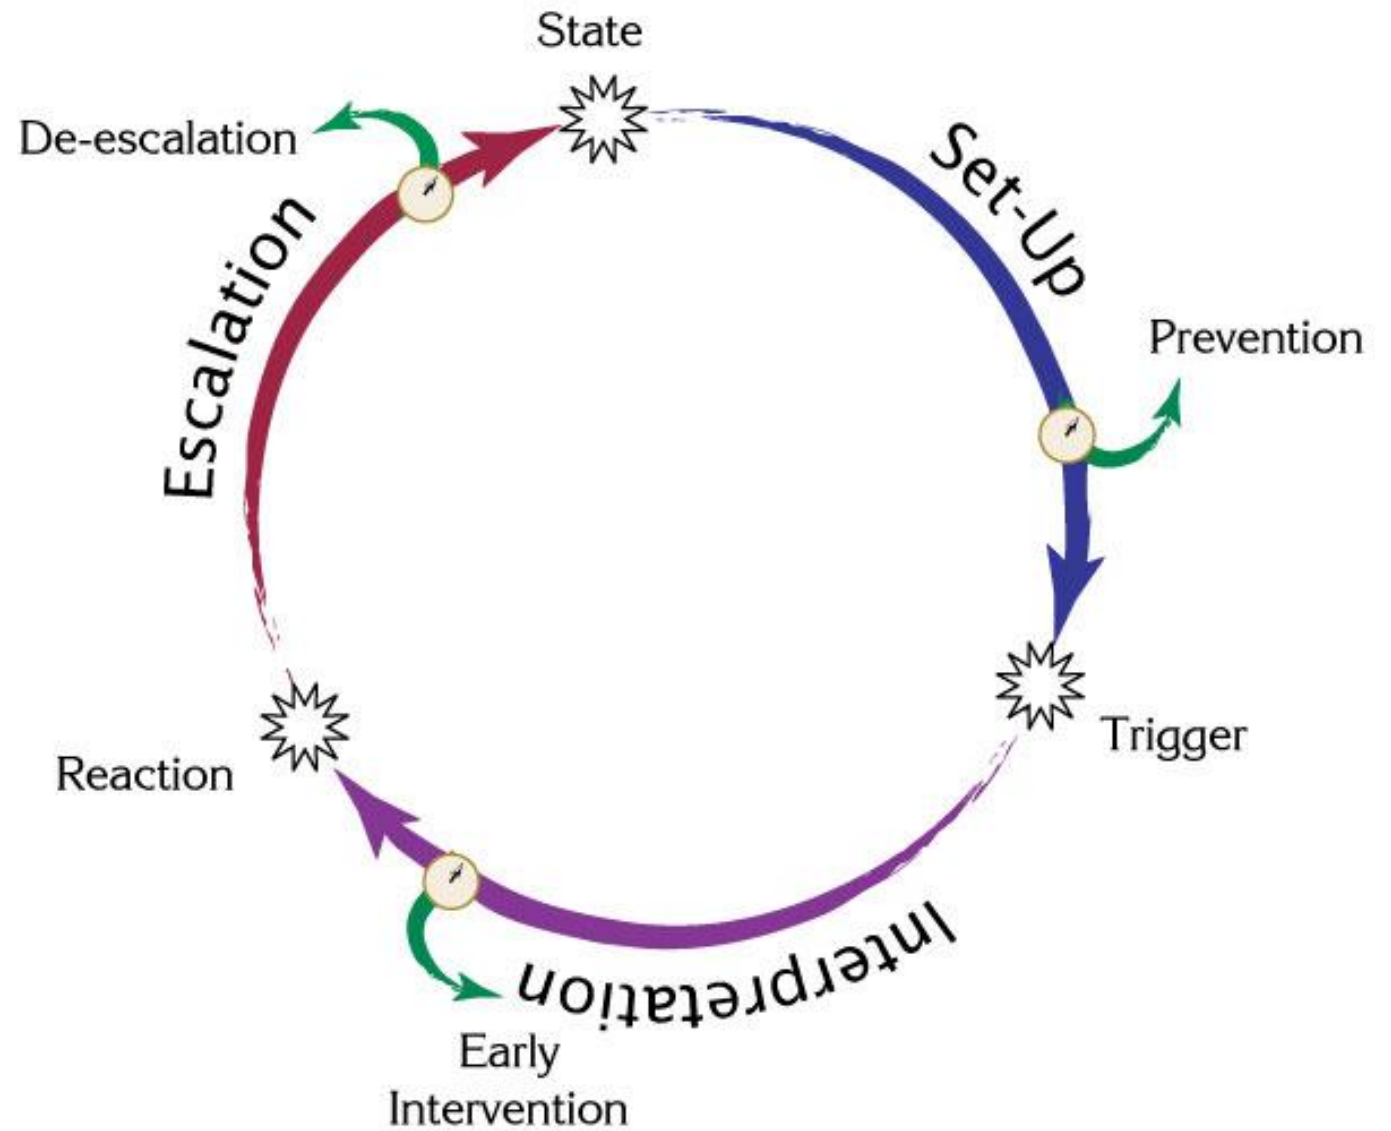 State
De-escalation
Set-Up
Escalation
Prevention
Trigger
Reaction
Interpretation
Early
Intervention